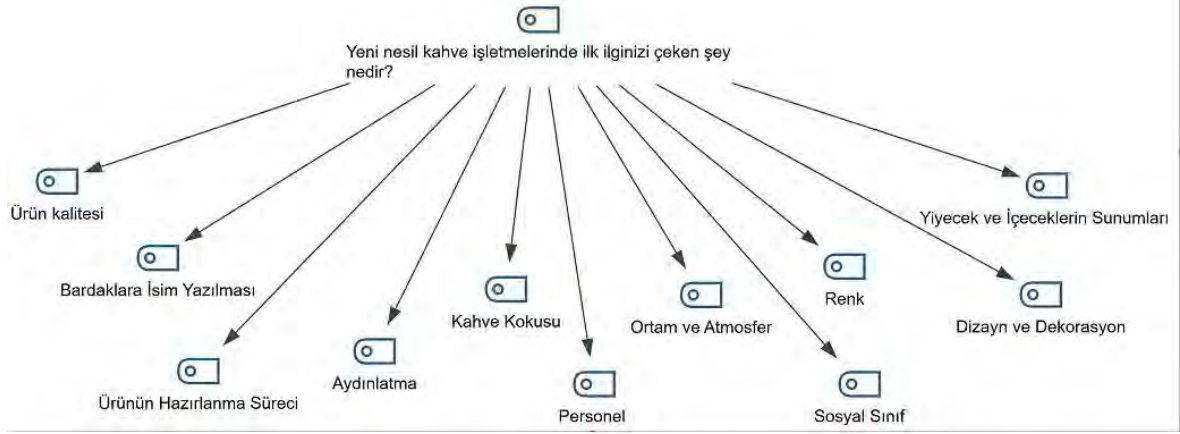 Yeni nesil kahve işletmelerinde ilk ilginizi çeken şey
nedir?
Ürün kalitesi
Yiyecek ve İçeceklerin Sunumları
Bardaklara İsim Yazılması
Renk
Kahve Kokusu
Ortam ve Atmosfer
Dizayn ve Dekorasyon
Aydınlatma
Ürünün Hazırlanma Süreci
Personel
Sosyal Sınıf